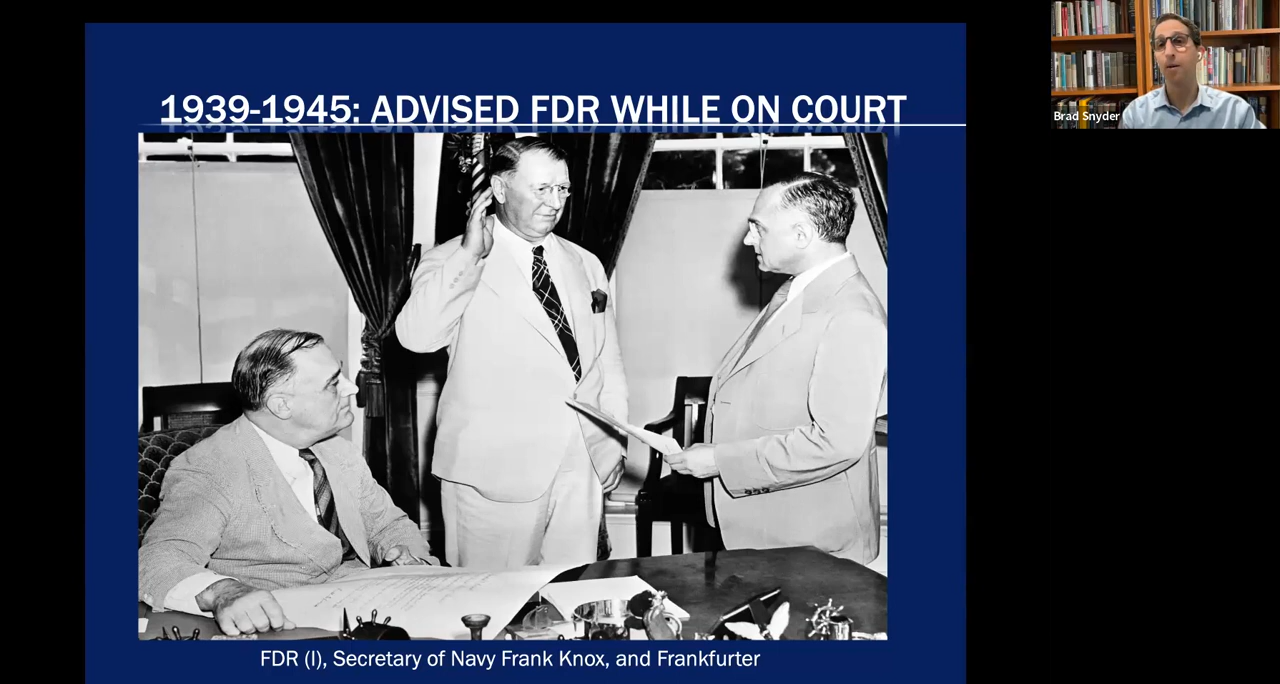 1939-1945: ADVISED FDR WHILE ON COURT
Brad Snyder
FDR (l), Secretary of Navy Frank Knox, and Frankfurter